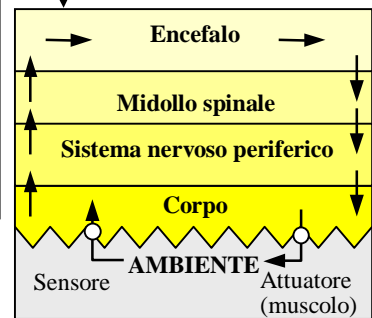 Encefalo
Midollo spinale
Sistema nervoso periferico
Corpo
AMBIENTE
Sensore
Attuatore
(muscolo)